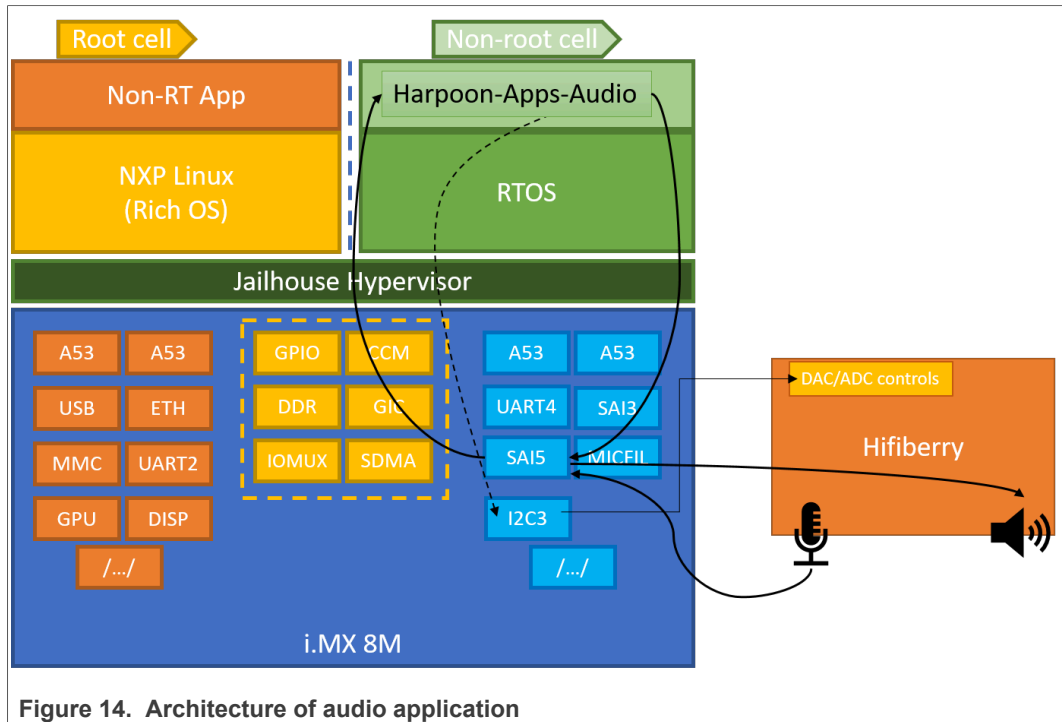 Root cell
Non-root cell
Non-RT App
Harpoon-Apps-Audio
NXP Linux
(Rich OS)
RTOS
Jailhouse Hypervisor
A53
A53
GPIO
CCM
A53
A53
USB
ETH
DDR
GIC
UART4
SAI3
MMC
UART2
IOMUX
SDMA
SAI5
MICFIL
GPU
DISP
I2C3
/.../
/.../
i.MX 8M
DAC/ADC controls
Hifiberry
Figure 14. Architecture of audio application